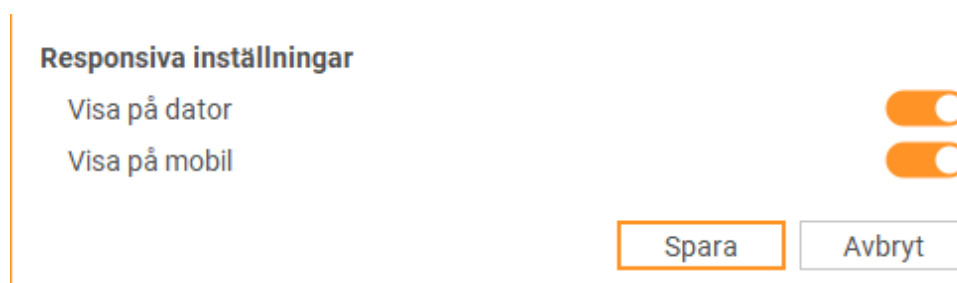 Responsiva inställningar
Visa på dator
Visa på mobil
Spara Avbryt